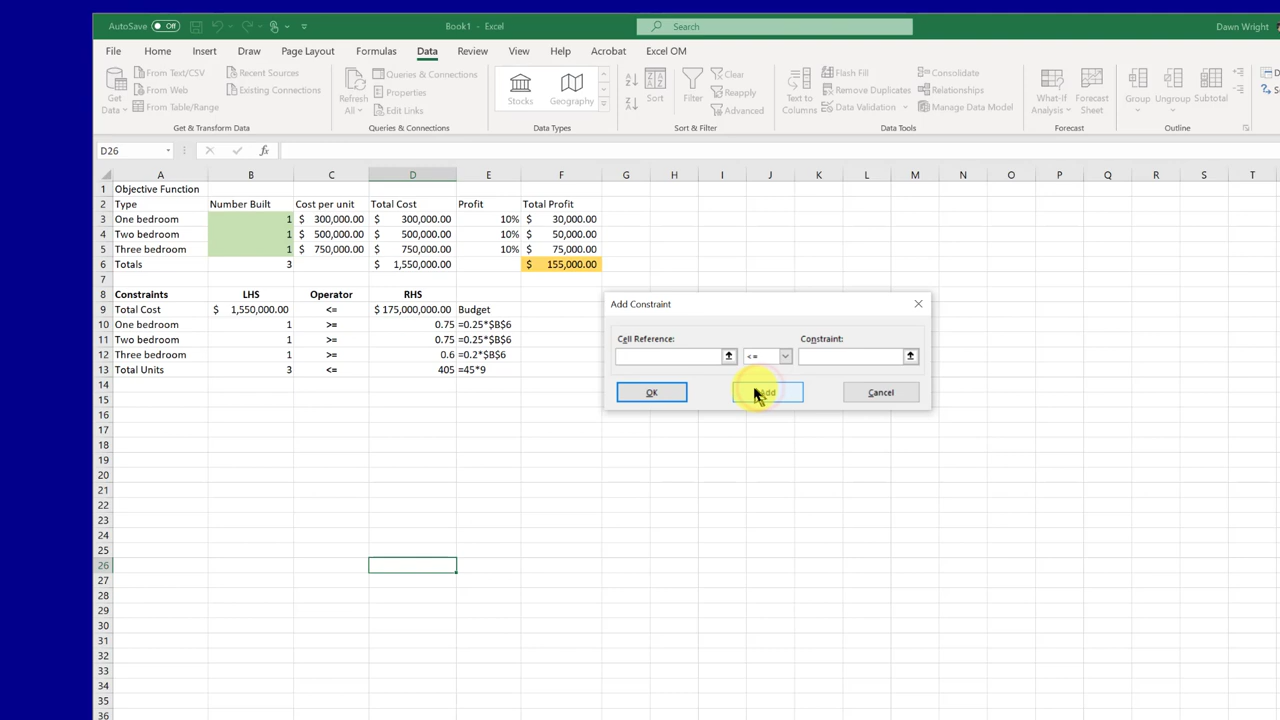 AutoSave Off Book1 - Excel Search Dawn Wright
File Home Insert Draw Page Layout Formulas Data Review View Help Acrobat Excel OM
Get Data From Text/CSV From Web From Table/Range Recent Sources Existing Connections
Get & Transform Data
Refresh All Queries & Connections Properties Edit Links
Queries & Connections
Stocks Geography
Data Types
Sort Filter Clear Reapply Advanced
Sort & Filter
Text to Columns Flash Fill Remove Duplicates Data Validation Consolidate Relationships Manage Data Model
Data Tools
What-If Analysis Forecast Sheet
Forecast
Group Ungroup Subtotal
Outline
D26 fx
A B C D E F G H I J K L M N O P Q R S T
1 Objective Function
2 Type Number Built Cost per unit Total Cost Profit Total Profit
3 One bedroom 1 $ 300,000.00 $ 300,000.00 10% $ 30,000.00
4 Two bedroom 1 $ 500,000.00 $ 500,000.00 10% $ 50,000.00
5 Three bedroom 1 $ 750,000.00 $ 750,000.00 10% $ 75,000.00
6 Totals 3 $ 1,550,000.00 $ 155,000.00
7
8 Constraints LHS Operator RHS
9 Total Cost $ 1,550,000.00 <= $ 175,000,000.00 Budget
10 One bedroom 1 >= 0.75 =0.25*$B$6
11 Two bedroom 1 >= 0.75 =0.25*$B$6
12 Three bedroom 1 >= 0.6 =0.2*$B$6
13 Total Units 3 <= 405 =45*9
14
15
16
17
18
19
20
21
22
23
24
25
26
27
28
29
30
31
32
33
34
35
36
Add Constraint
Cell Reference: Constraint:
<=
OK Add Cancel